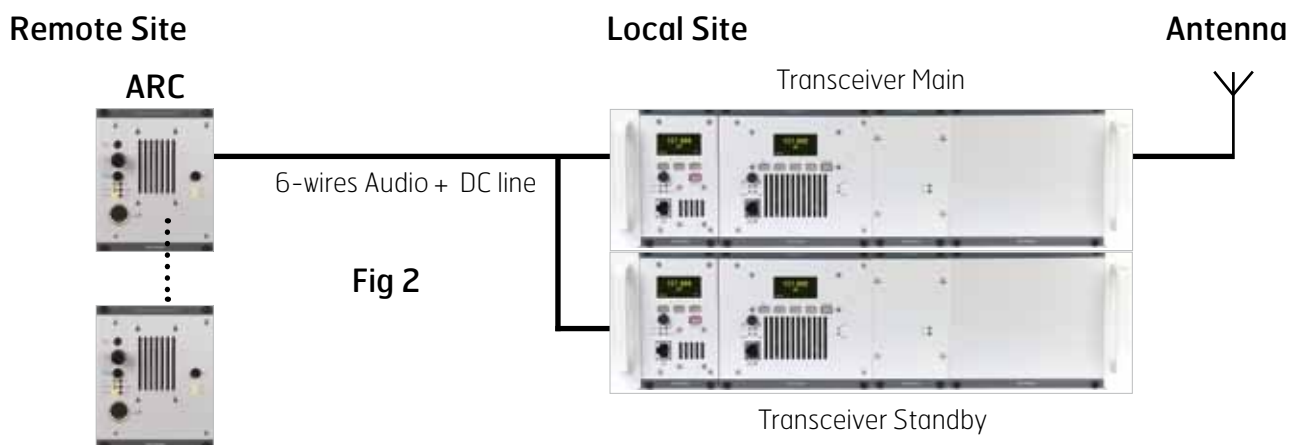 Remote Site
Local Site
Antenna
ARC
Transceiver Main
6-wires Audio + DC line
Fig 2
Transceiver Standby